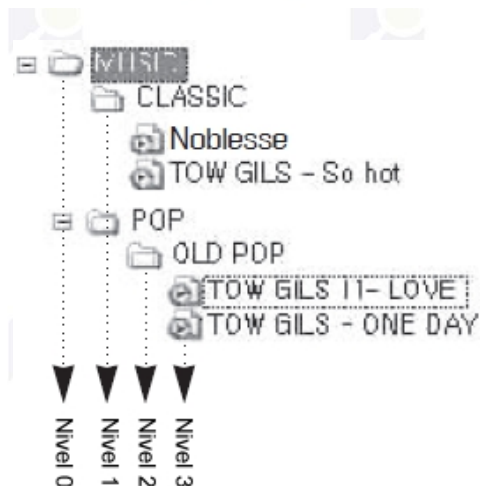 MUSIC
CLASSIC
Noblesse
TOW GILS - So hot
POP
OLD POP
TOW GILS 11- LOVE
TOW GILS - ONE DAY
Nivel 0
Nivel 1
Nivel 2
Nivel 3